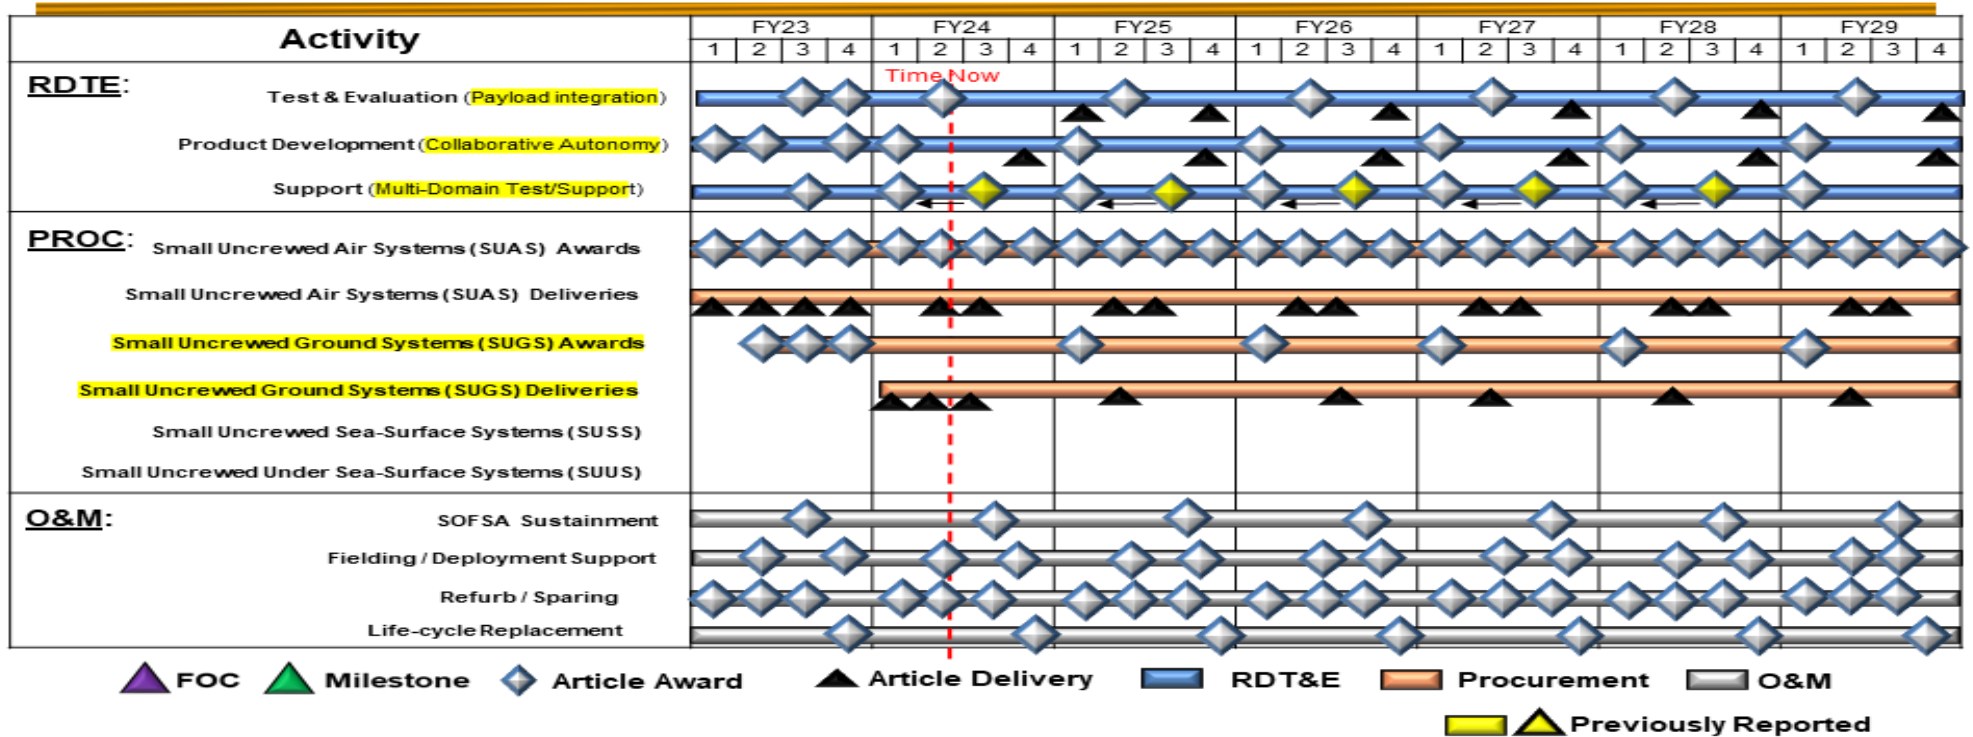 Activity
FY23 FY24 FY25 FY26 FY27 FY28 FY29
1 2 3 4 1 2 3 4 1 2 3 4 1 2 3 4 1 2 3 4 1 2 3 4 1 2 3 4
Time Now
RDTE:
Test & Evaluation (Payload integration)
Product Development (Collaborative Autonomy)
Support (Multi-Domain Test/Support)
PROC:
Small Uncrewed Air Systems (SUAS) Awards
Small Uncrewed Air Systems (SUAS) Deliveries
Small Uncrewed Ground Systems (SUGS) Awards
Small Uncrewed Ground Systems (SUGS) Deliveries
Small Uncrewed Sea-Surface Systems (SUSS)
Small Uncrewed Under Sea-Surface Systems (SUUS)
O&M:
SOFSA Sustainment
Fielding / Deployment Support
Refurb / Sparing
Life-cycle Replacement
FOC Milestone Article Award Article Delivery RDT&E Procurement O&M
Previously Reported